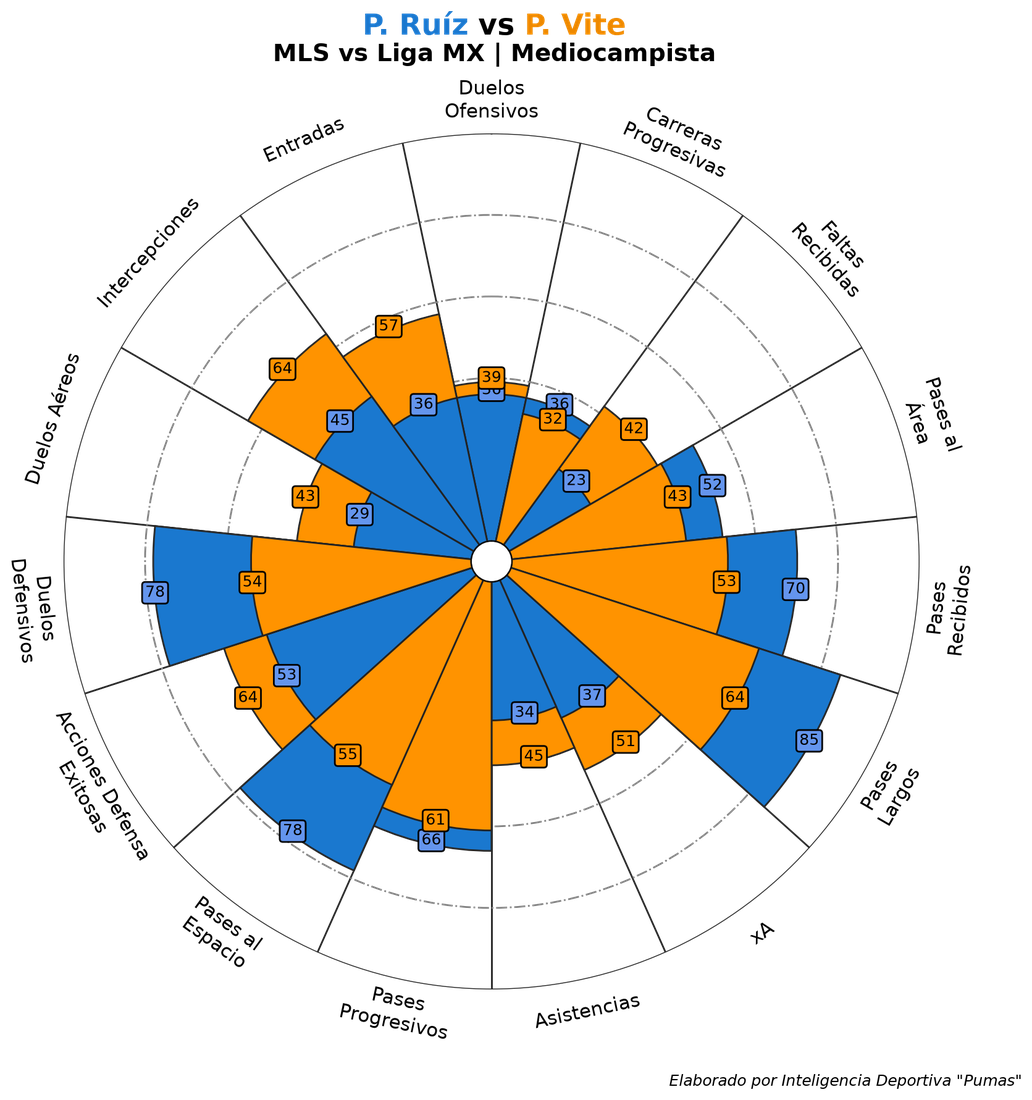 P. Ruíz vs P. Vite
MLS vs Liga MX | Mediocampista
Duelos
Ofensivos
39
Carreras
Progresivas
36
32
Faltas
Recibidas
42
23
Pases al
Área
52
43
Pases
Recibidos
53
70
Pases
Largos
64
85
xA
37
51
Asistencias
34
45
Pases
Progresivos
61
66
Pases al
Espacio
55
78
Acciones Defensa
Exitosas
53
64
Duelos
Defensivos
54
78
Duelos Aéreos
43
29
Intercepciones
64
45
Entradas
57
36
Elaborado por Inteligencia Deportiva "Pumas"